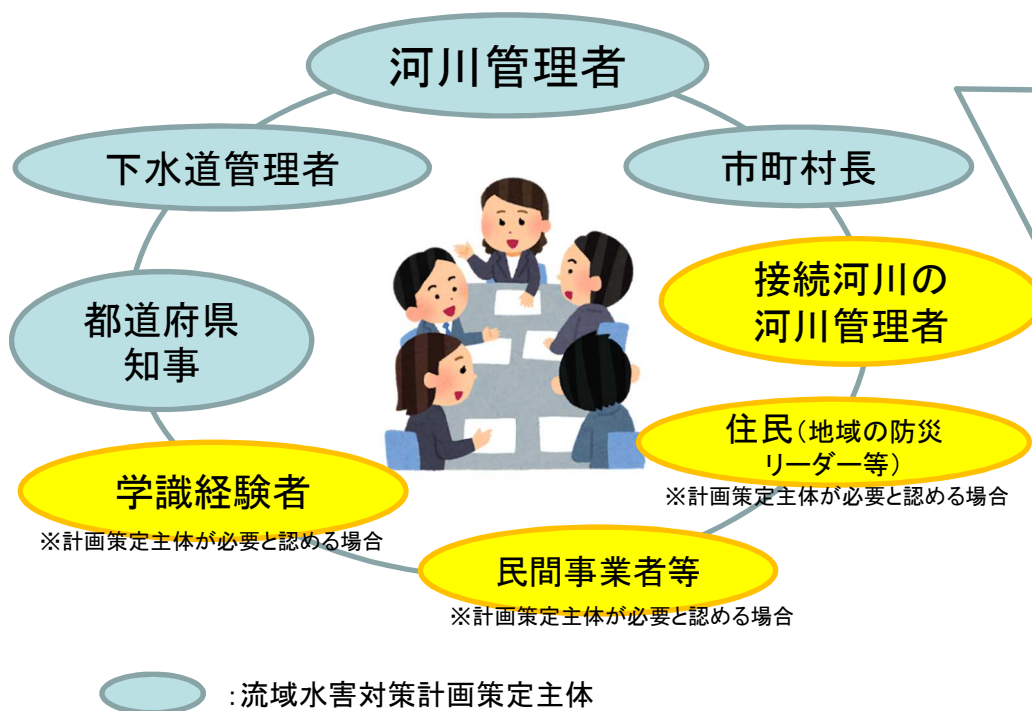 河川管理者
下水道管理者
市町村長
都道府県
知事
接続河川の
河川管理者
住民（地域の防災
リーダー等）
※計画策定主体が必要と認める場合
学識経験者
※計画策定主体が必要と認める場合
民間事業者等
※計画策定主体が必要と認める場合
：流域水害対策計画策定主体